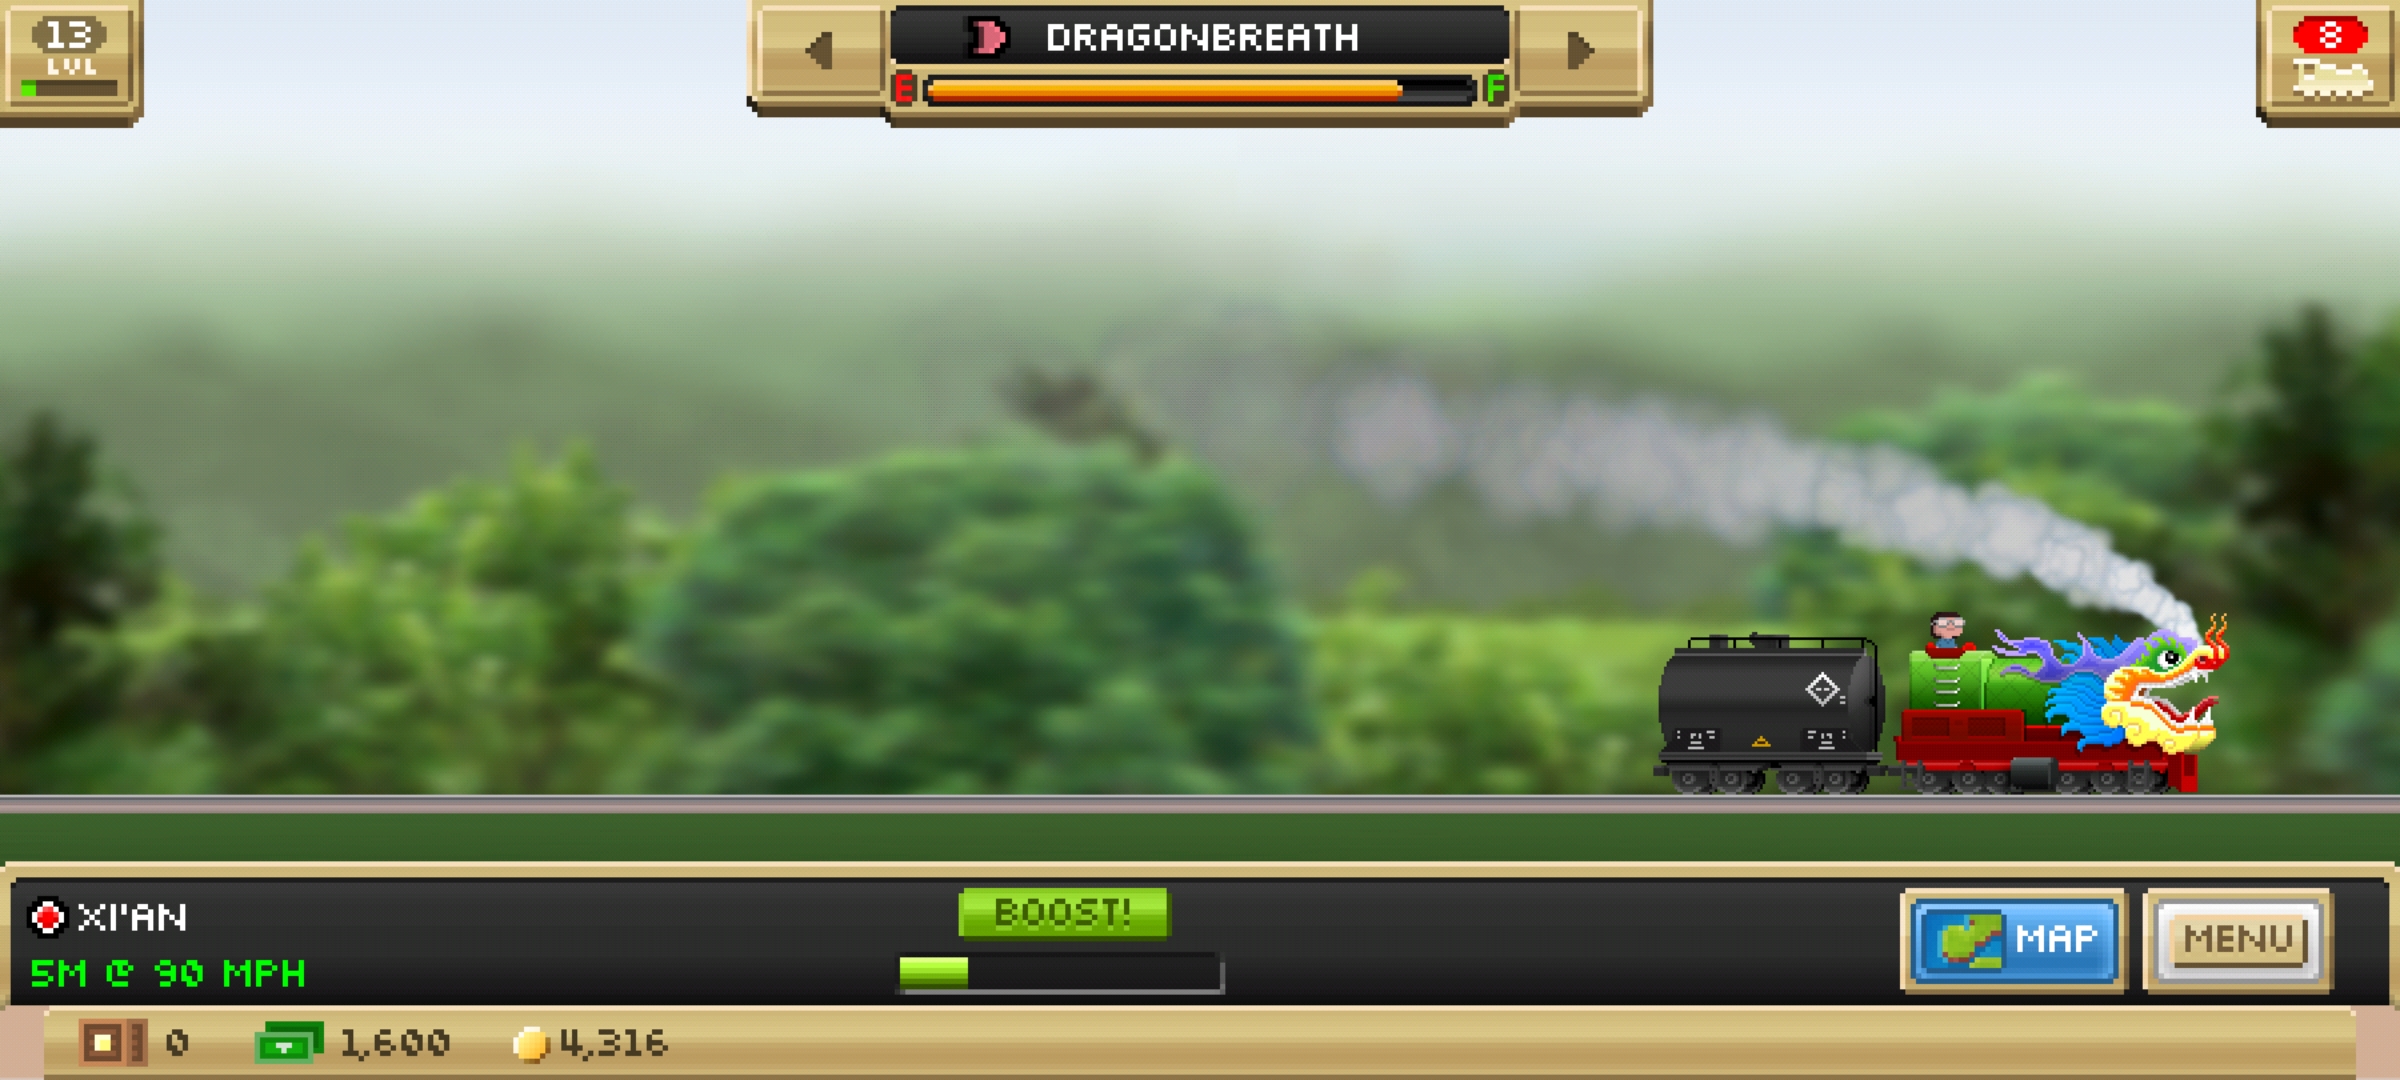 13
LVL
DRAGONBREATH
E F
8
XI'AN
5M @ 90 MPH
BOOST!
MAP
MENU
0
1,600
4,316